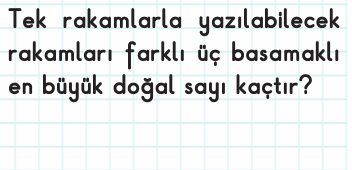 Tek rakamlarla yazılabilecek
rakamları farklı üç basamaklı
en büyük doğal sayı kaçtır?